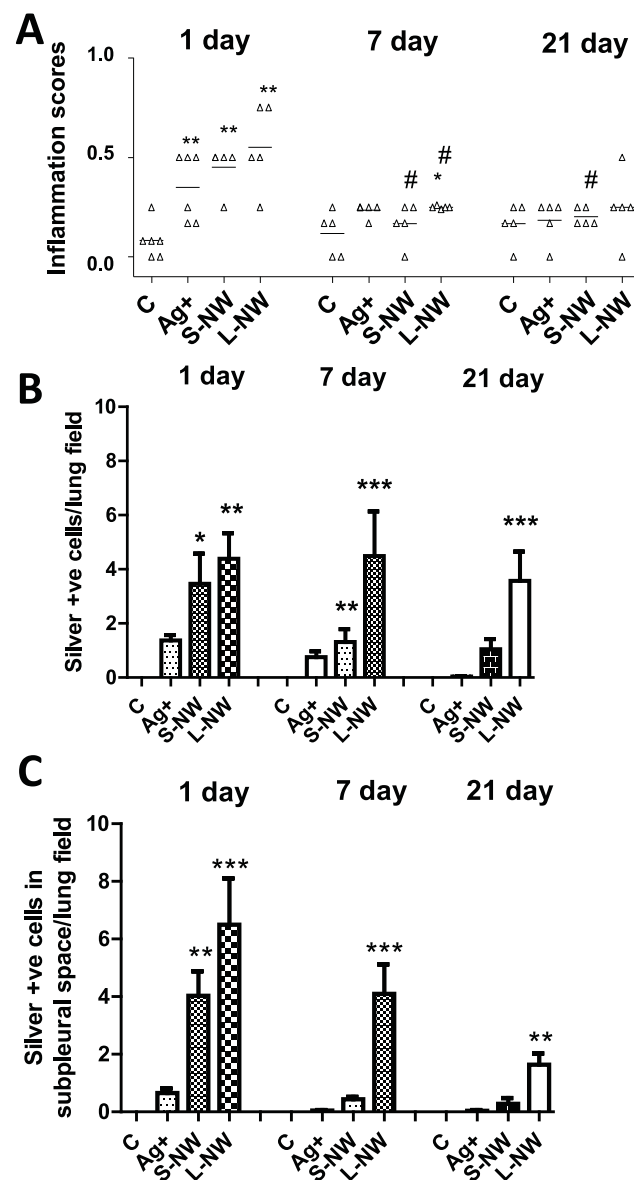 A
1 day 7 day 21 day
Inflammation scores
1.0
** ** ** # # * #
0.5
0.0
C Ag+ S-NW L-NW C Ag+ S-NW L-NW C Ag+ S-NW L-NW
B
1 day 7 day 21 day
Silver +ve cells/lung field
10
8
6
4
2
0
* ** ** *** ***
C Ag+ S-NW L-NW C Ag+ S-NW L-NW C Ag+ S-NW L-NW
C
1 day 7 day 21 day
Silver +ve cells in
subpleural space/lung field
10
8
6
4
2
0
** *** *** **
C Ag+ S-NW L-NW C Ag+ S-NW L-NW C Ag+ S-NW L-NW